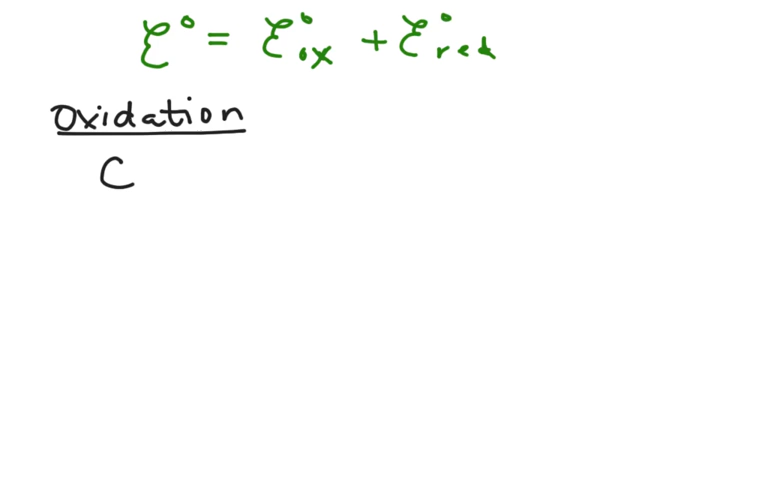 ℰ° = ℰ°ox + ℰ°red
Oxidation
C